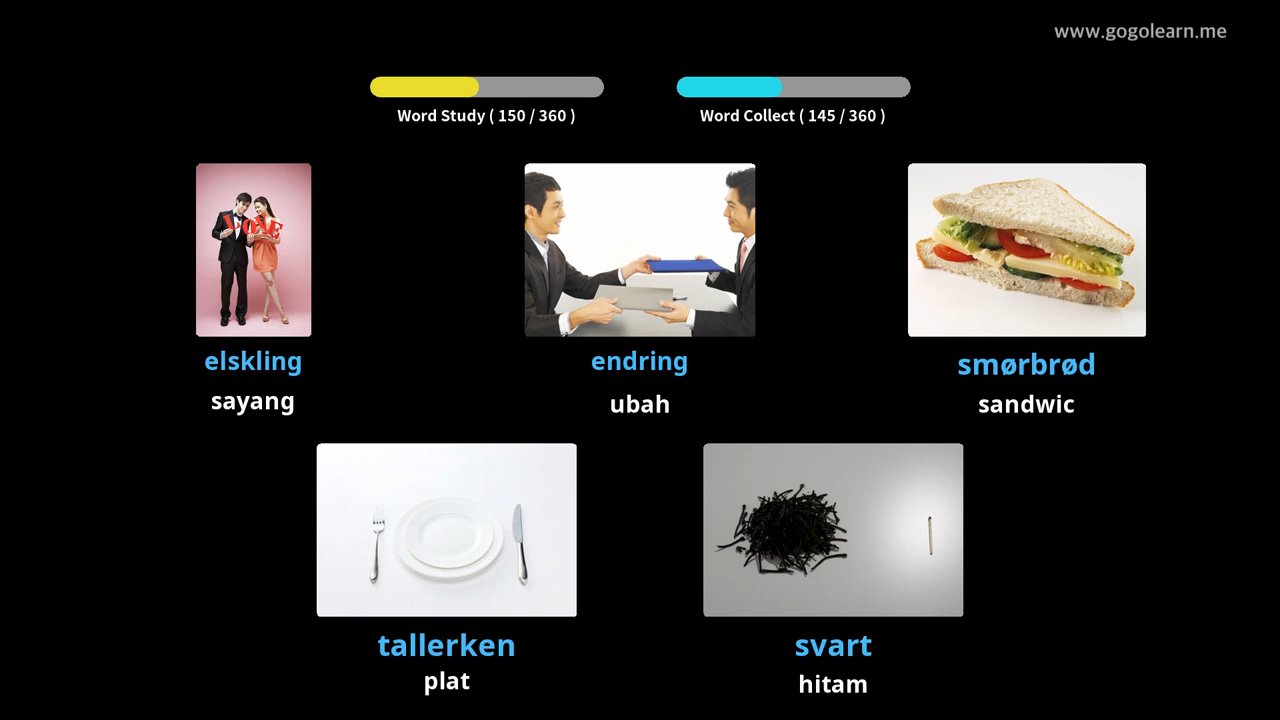 www.gogolearn.me
Word Study ( 150 / 360 )
Word Collect ( 145 / 360 )
elskling
sayang
endring
ubah
smørbrød
sandwic
tallerken
plat
svart
hitam